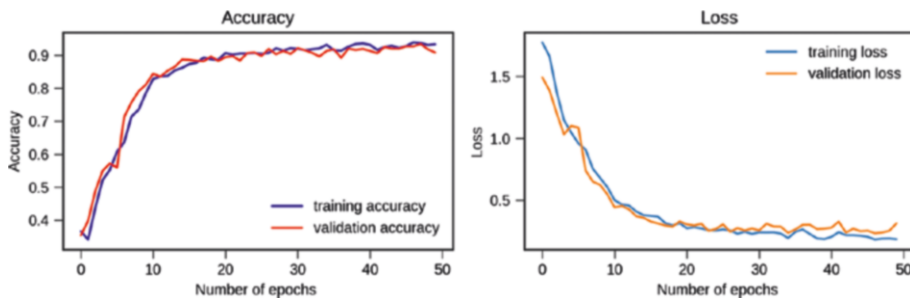 Accuracy
0.9
0.8
0.7
0.6
0.5
0.4
Accuracy
training accuracy
validation accuracy
0 10 20 30 40 50
Number of epochs
Loss
1.5
1.0
0.5
Loss
training loss
validation loss
0 10 20 30 40 50
Number of epochs